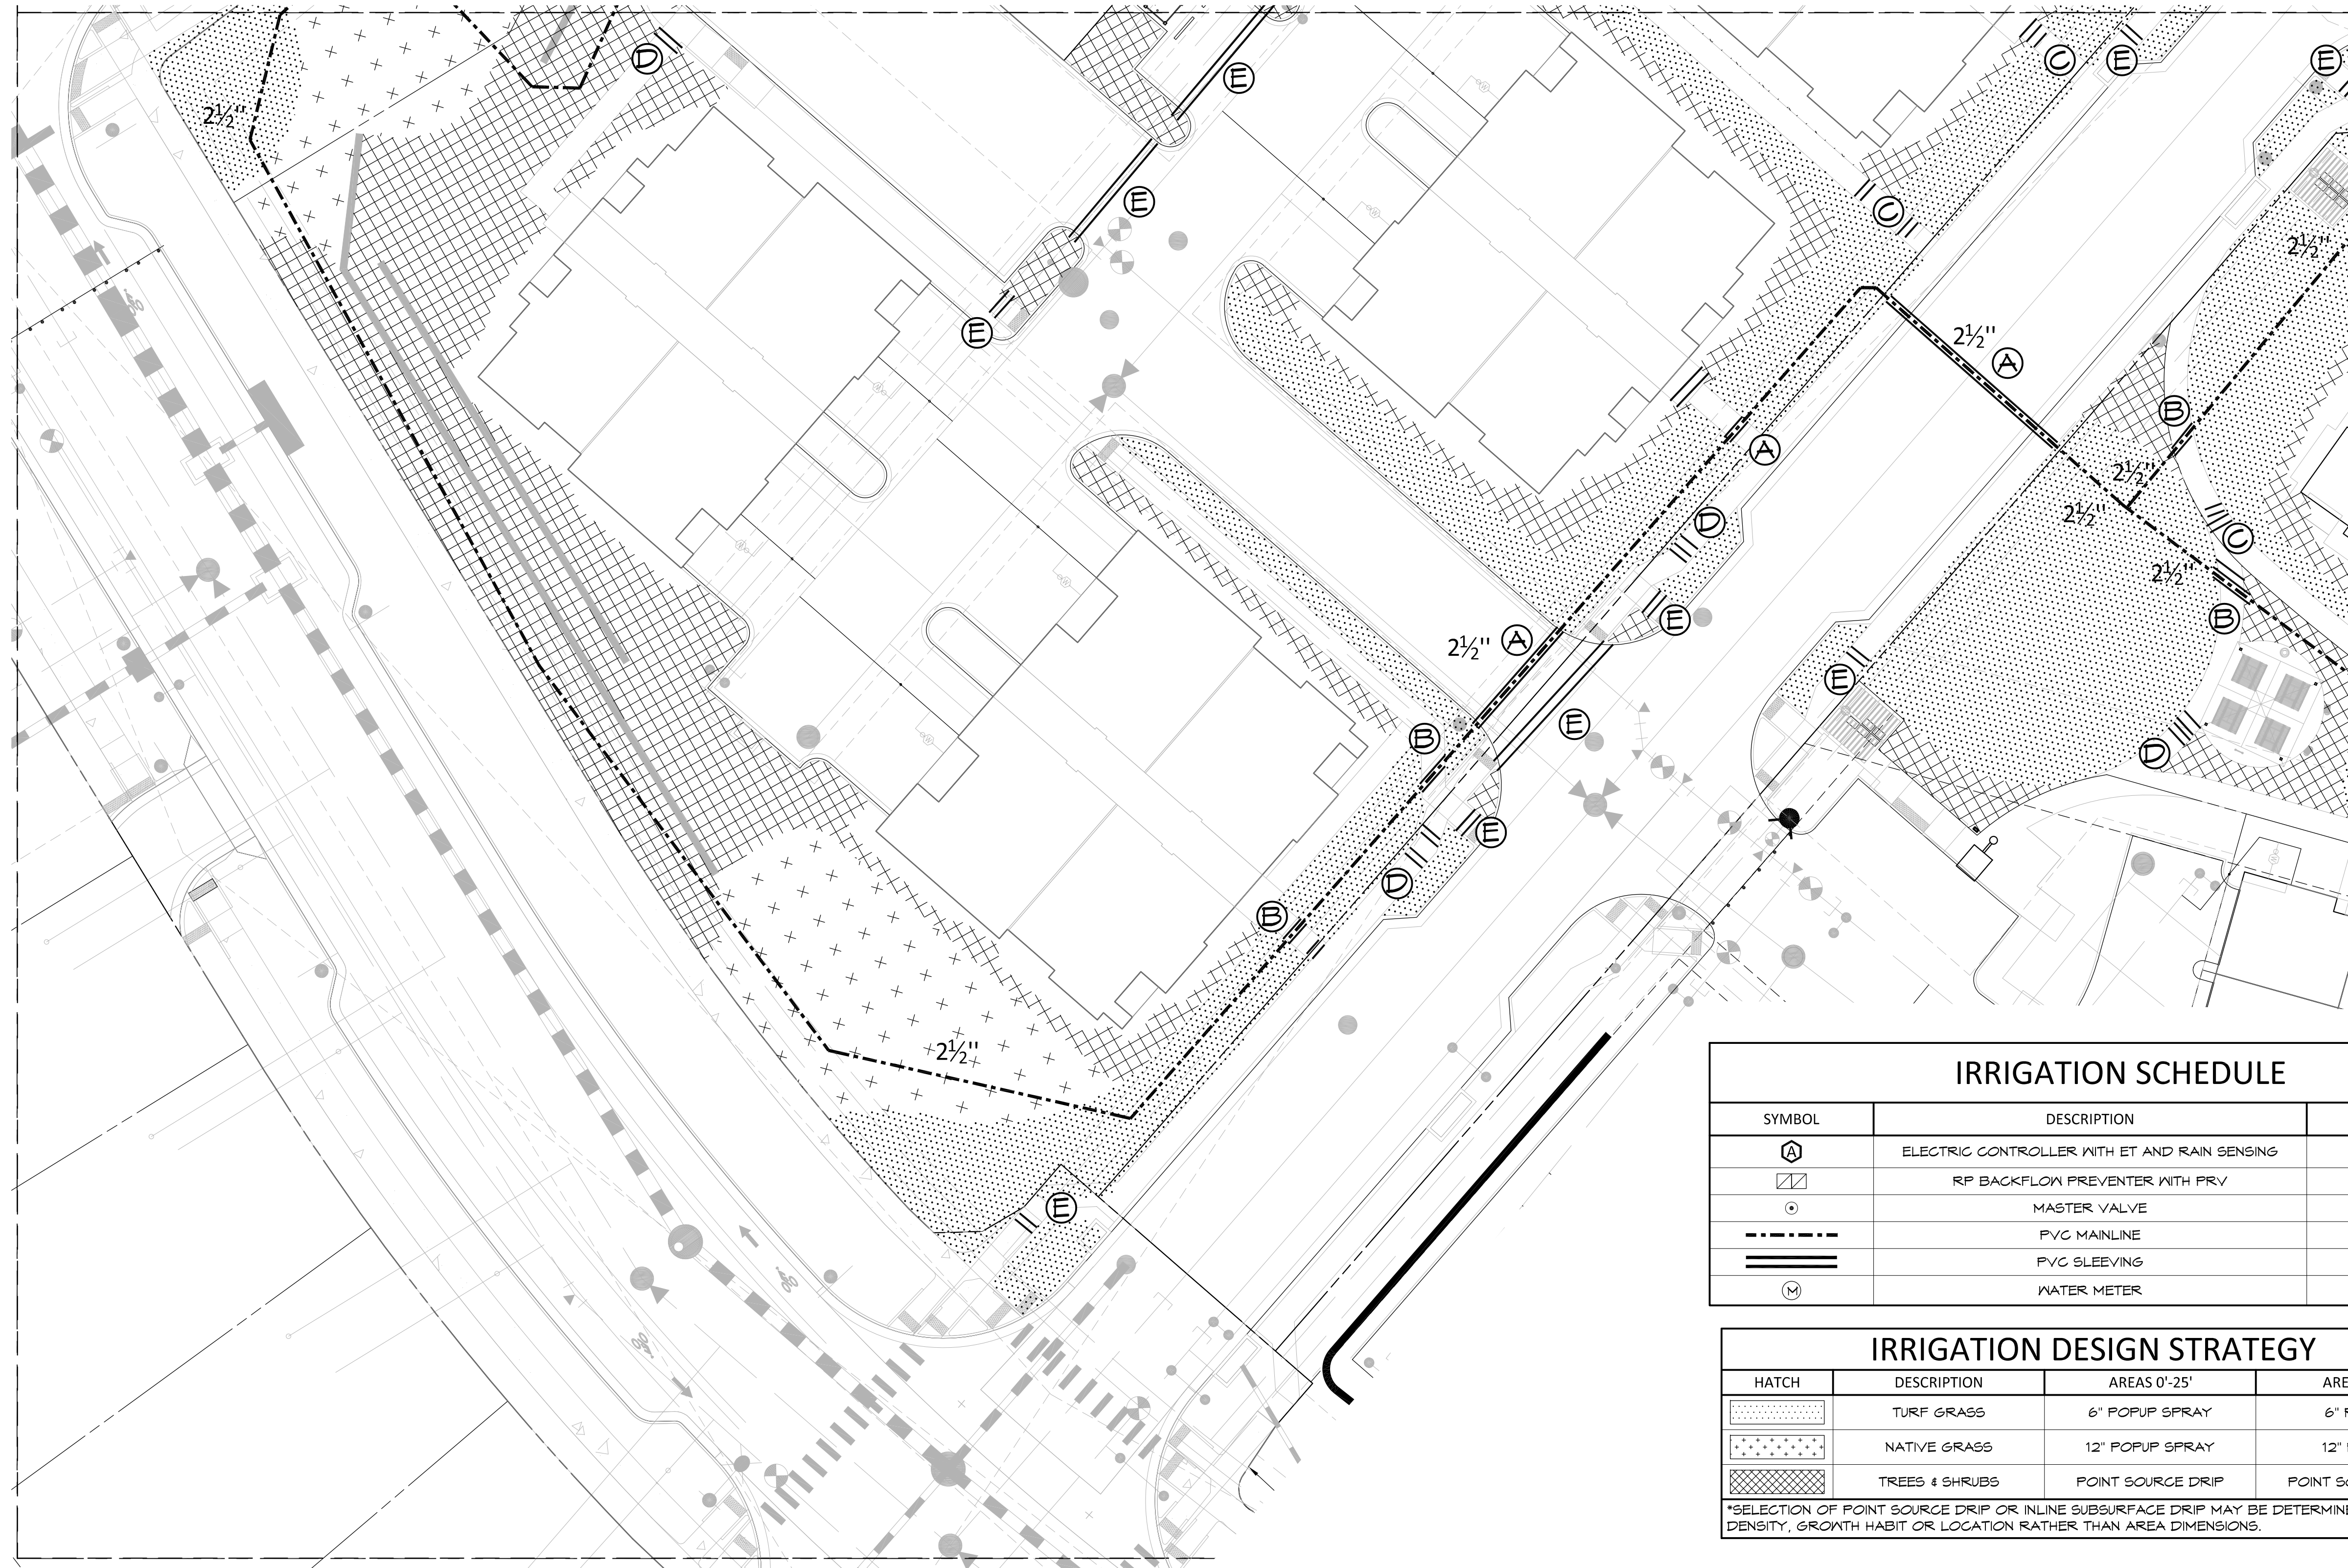 D
E
C
E
E
2½"
E
C
2½"
E
2½"
A
B
A
2½"
2½"
D
C
2½"
E
B
2½"
A
E
E
B
D
E
D
B
2½"
E
IRRIGATION SCHEDULE
SYMBOL DESCRIPTION
A ELECTRIC CONTROLLER WITH ET AND RAIN SENSING
RP BACKFLOW PREVENTER WITH PRV
MASTER VALVE
PVC MAINLINE
PVC SLEEVING
M WATER METER
IRRIGATION DESIGN STRATEGY
HATCH DESCRIPTION AREAS 0'-25'
TURF GRASS 6" POPUP SPRAY 6"
NATIVE GRASS 12" POPUP SPRAY 12"
TREES & SHRUBS POINT SOURCE DRIP POINT
*SELECTION OF POINT SOURCE DRIP OR INLINE SUBSURFACE DRIP MAY BE
DENSITY, GROWTH HABIT OR LOCATION RATHER THAN AREA DIMENSIONS.